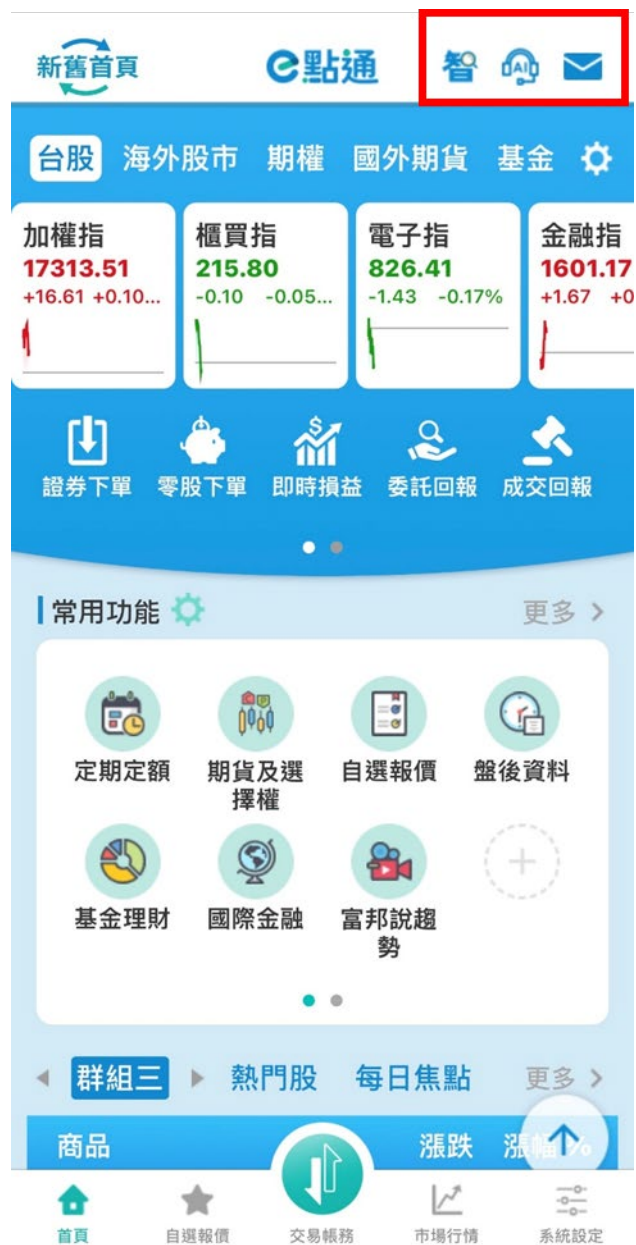 新舊首頁
e點通
智
AI
台股 海外股市 期權 國外期貨 基金
加權指 櫃買指 電子指 金融指
17313.51 215.80 826.41 1601.17
+16.61 +0.10... -0.10 -0.05... -1.43 -0.17% +1.67 +0
證券下單 零股下單 即時損益 委託回報 成交回報
常用功能 更多 >
定期定額 期貨及選擇權 自選報價 盤後資料
基金理財 國際金融 富邦說趨勢
群組三 熱門股 每日焦點 更多 >
商品 漲跌 漲幅%
首頁 自選報價 交易帳務 市場行情 系統設定